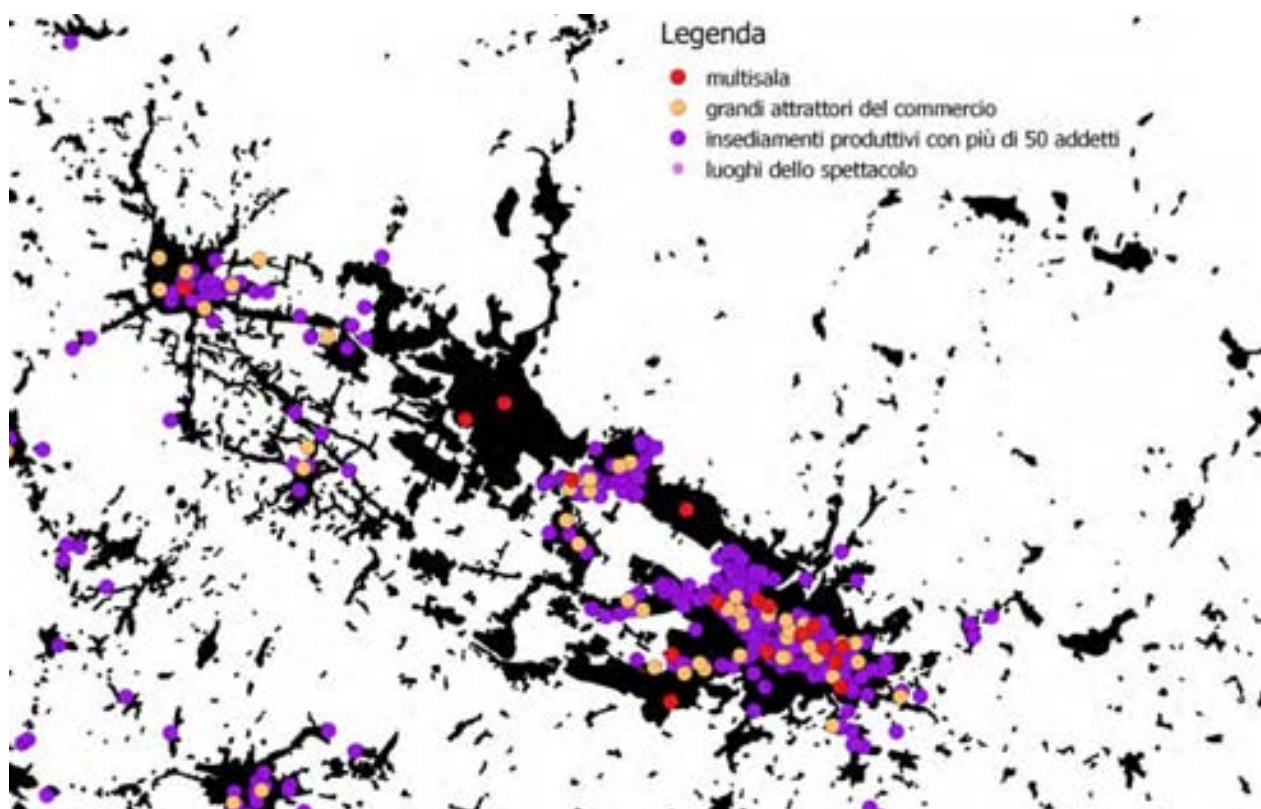 Legenda
multisala
grandi attrattori del commercio
insediamenti produttivi con più di 50 addetti
luoghi dello spettacolo